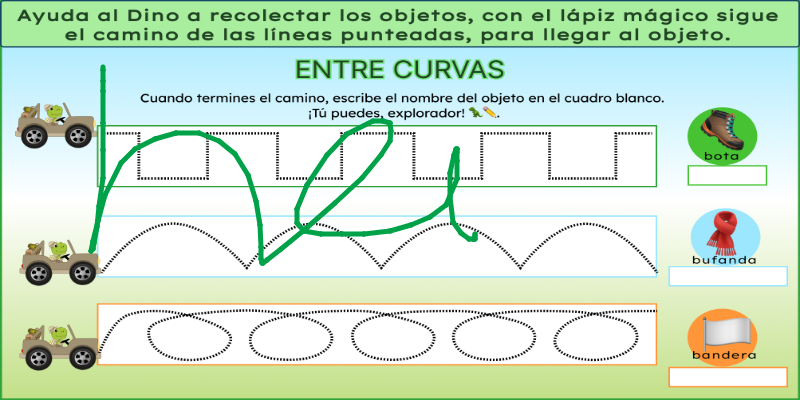 Ayuda al Dino a recolectar los objetos, con el lápiz mágico sigue
el camino de las líneas punteadas, para llegar al objeto.
ENTRE CURVAS
Cuando termines el camino, escribe el nombre del objeto en el cuadro blanco.
¡Tú puedes, explorador! 🦖✏️.
bota
bufanda
bandera